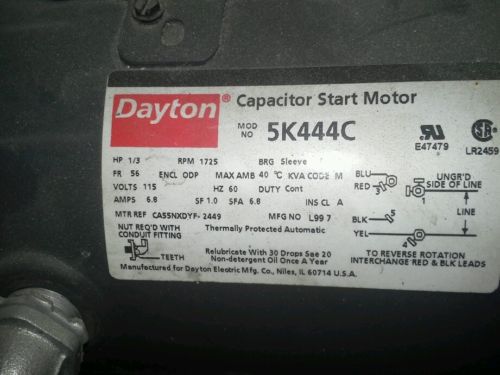 Dayton® Capacitor Start Motor
MOD NO 5K444C
E47479
LR2459
HP 1/3 RPM 1725 BRG Sleeve
FR 56 ENCL ODP MAX AMB 40 °C KVA CODE M
VOLTS 115 HZ 60 DUTY Cont
AMPS 6.8 SF 1.0 SFA 6.8 INS CL A
MTR REF CA55NXDYF-2449 MFG NO L99 7
NUT REQ'D WITH CONDUIT FITTING
Thermally Protected Automatic
TEETH
Relubricate With 30 Drops Sae 20
Non-detergent Oil Once A Year
Manufactured for Dayton Electric Mfg. Co., Niles, IL 60714 U.S.A.
BLU
RED 3
1
UNGR'D
SIDE OF LINE
LINE
BLK 5
YEL
TO REVERSE ROTATION
INTERCHANGE RED & BLK LEADS